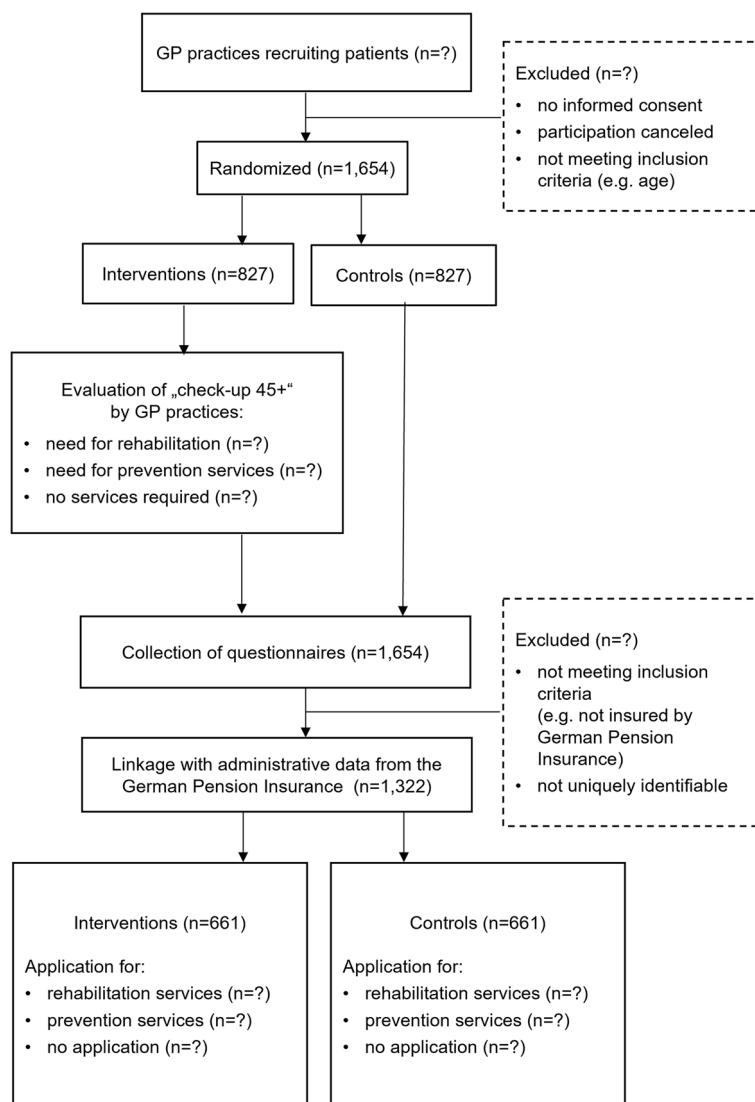 GP practices recruiting patients (n=?)
Excluded (n=?)
• no informed consent
• participation canceled
• not meeting inclusion
criteria (e.g. age)
Randomized (n=1,654)
Interventions (n=827)
Controls (n=827)
Evaluation of „check-up 45+“
by GP practices:
• need for rehabilitation (n=?)
• need for prevention services (n=?)
• no services required (n=?)
Collection of questionnaires (n=1,654)
Excluded (n=?)
• not meeting inclusion
criteria
(e.g. not insured by
German Pension
Insurance)
• not uniquely identifiable
Linkage with administrative data from the
German Pension Insurance (n=1,322)
Interventions (n=661)
Application for:
• rehabilitation services (n=?)
• prevention services (n=?)
• no application (n=?)
Controls (n=661)
Application for:
• rehabilitation services (n=?)
• prevention services (n=?)
• no application (n=?)